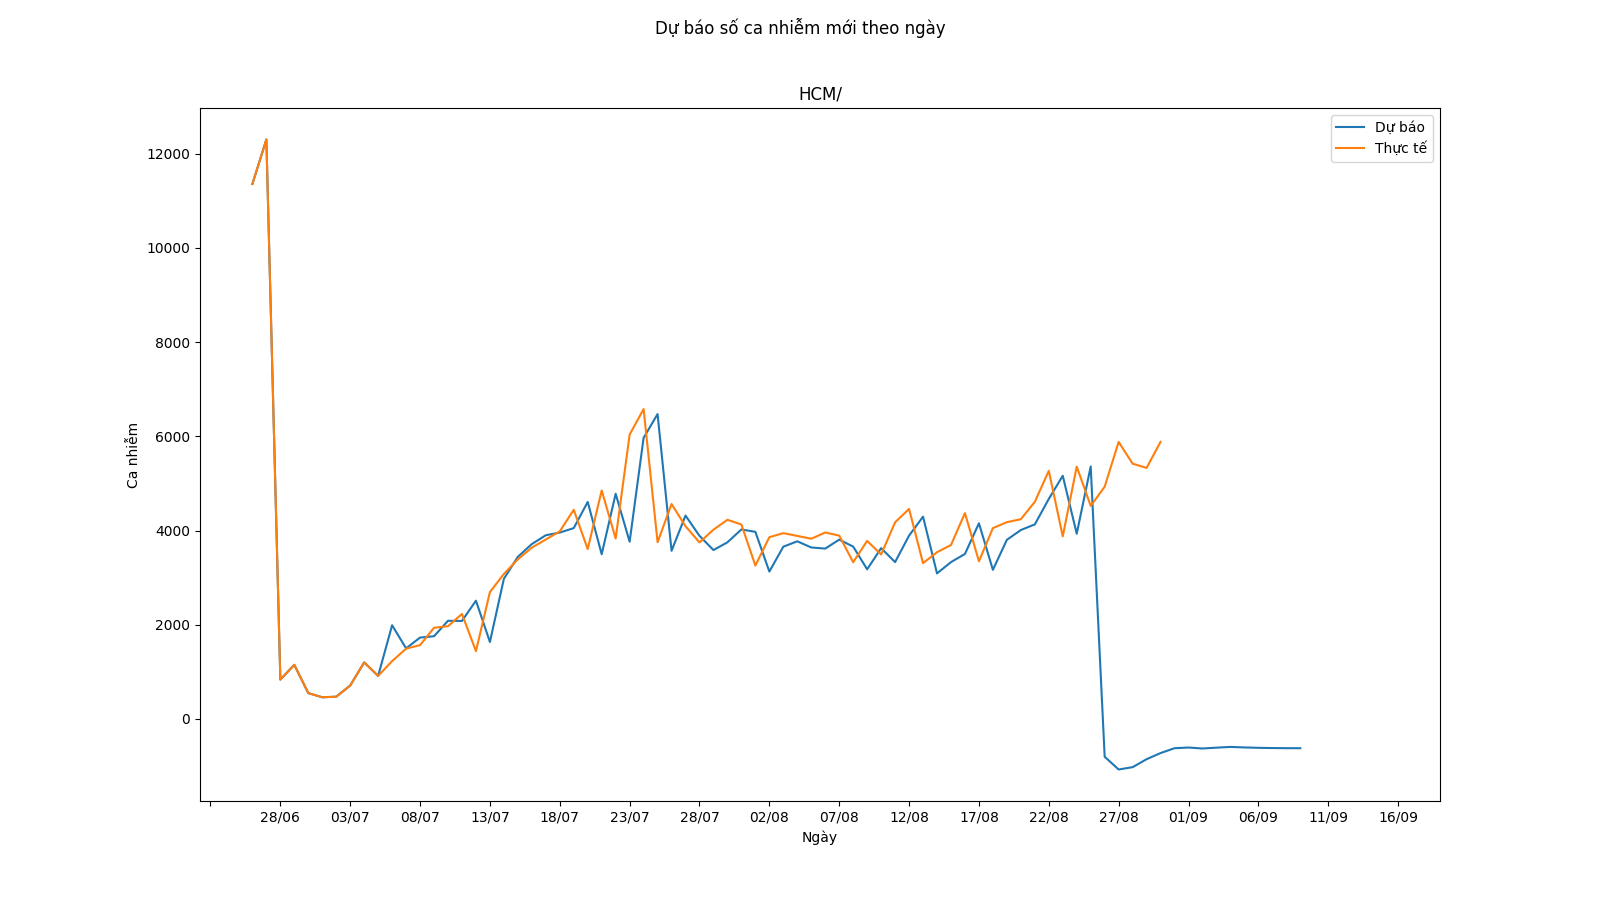 Dự báo số ca nhiễm mới theo ngày
HCM/
Dự báo
Thực tế
Ca nhiễm
12000
10000
8000
6000
4000
2000
0
28/06 03/07 08/07 13/07 18/07 23/07 28/07 02/08 07/08 12/08 17/08 22/08 27/08 01/09 06/09 11/09 16/09
Ngày